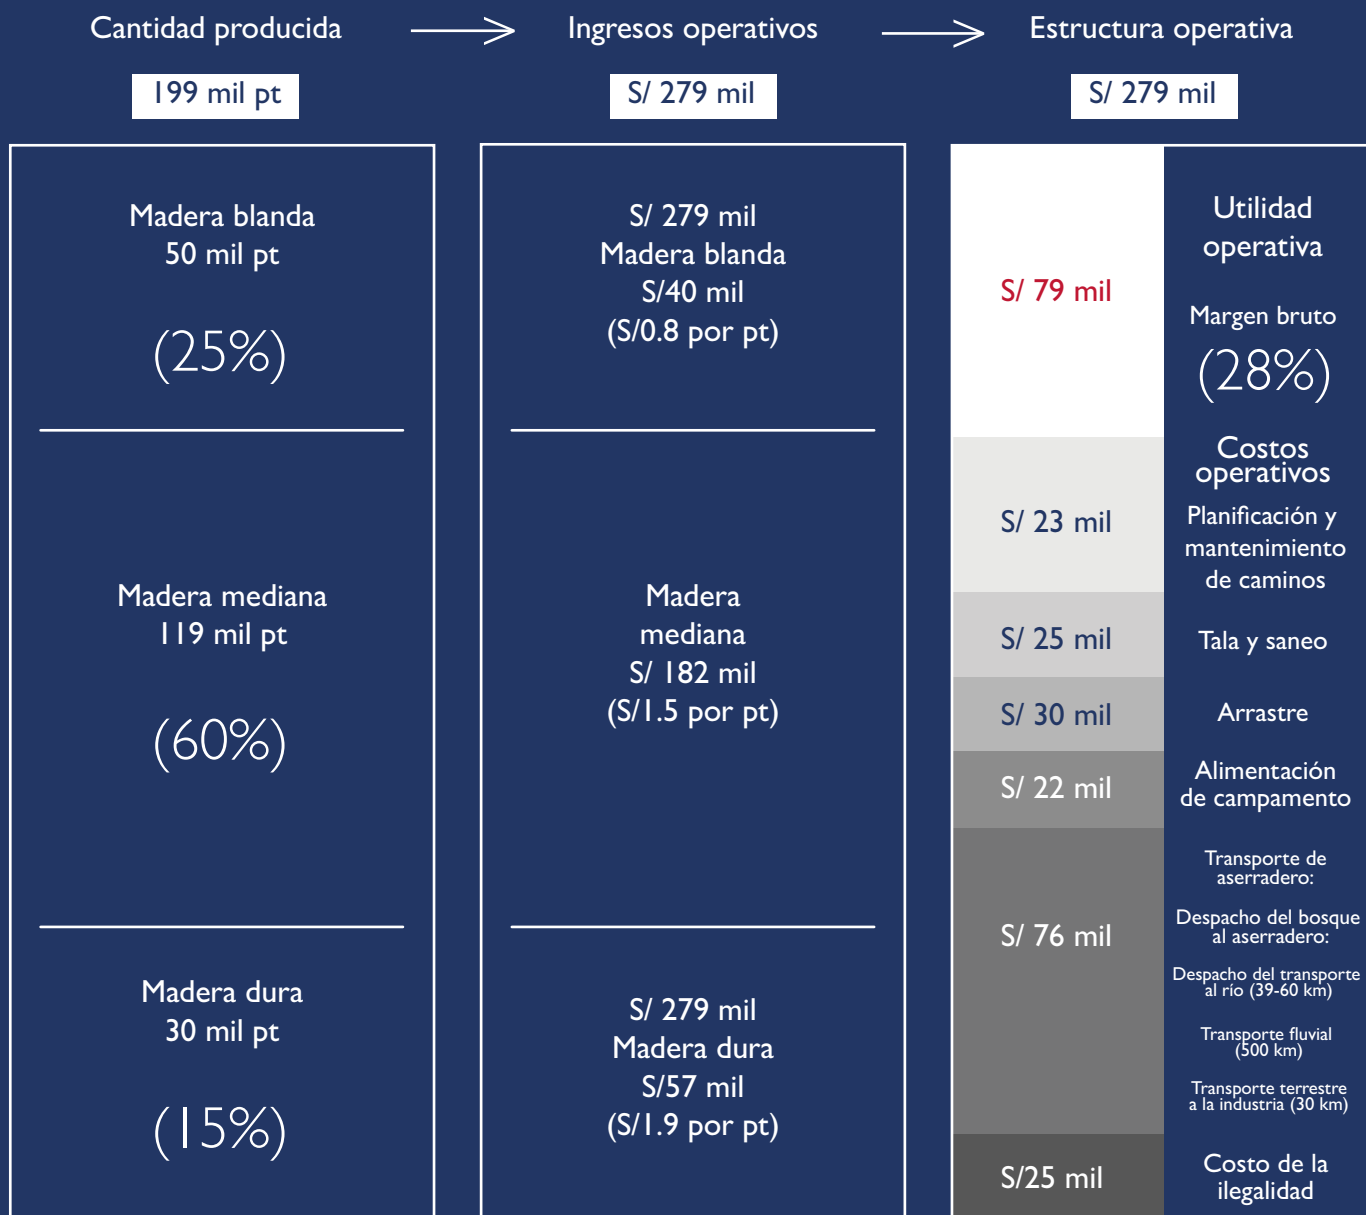 Cantidad producida
Ingresos operativos
Estructura operativa
199 mil pt
S/ 279 mil
S/ 279 mil
Madera blanda
50 mil pt
(25%)
Madera mediana
119 mil pt
(60%)
Madera dura
30 mil pt
(15%)
S/ 279 mil
Madera blanda
S/40 mil
(S/0.8 por pt)
Madera
mediana
S/ 182 mil
(S/1.5 por pt)
S/ 279 mil
Madera dura
S/57 mil
(S/1.9 por pt)
S/ 79 mil
Utilidad
operativa
Margen bruto
(28%)
Costos
operativos
S/ 23 mil
Planificación y
mantenimiento
de caminos
S/ 25 mil
Tala y saneo
S/ 30 mil
Arrastre
S/ 22 mil
Alimentación
de campamento
S/ 76 mil
Transporte de
aserradero:
Despacho del bosque
al aserradero:
Despacho del transporte
al río (39-60 km)
Transporte fluvial
(500 km)
Transporte terrestre
a la industria (30 km)
S/25 mil
Costo de la
ilegalidad